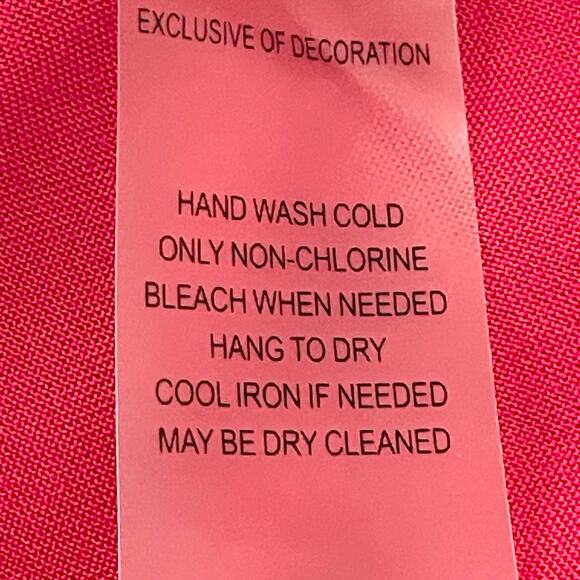 EXCLUSIVE OF DECORATION
HAND WASH COLD
ONLY NON-CHLORINE
BLEACH WHEN NEEDED
HANG TO DRY
COOL IRON IF NEEDED
MAY BE DRY CLEANED